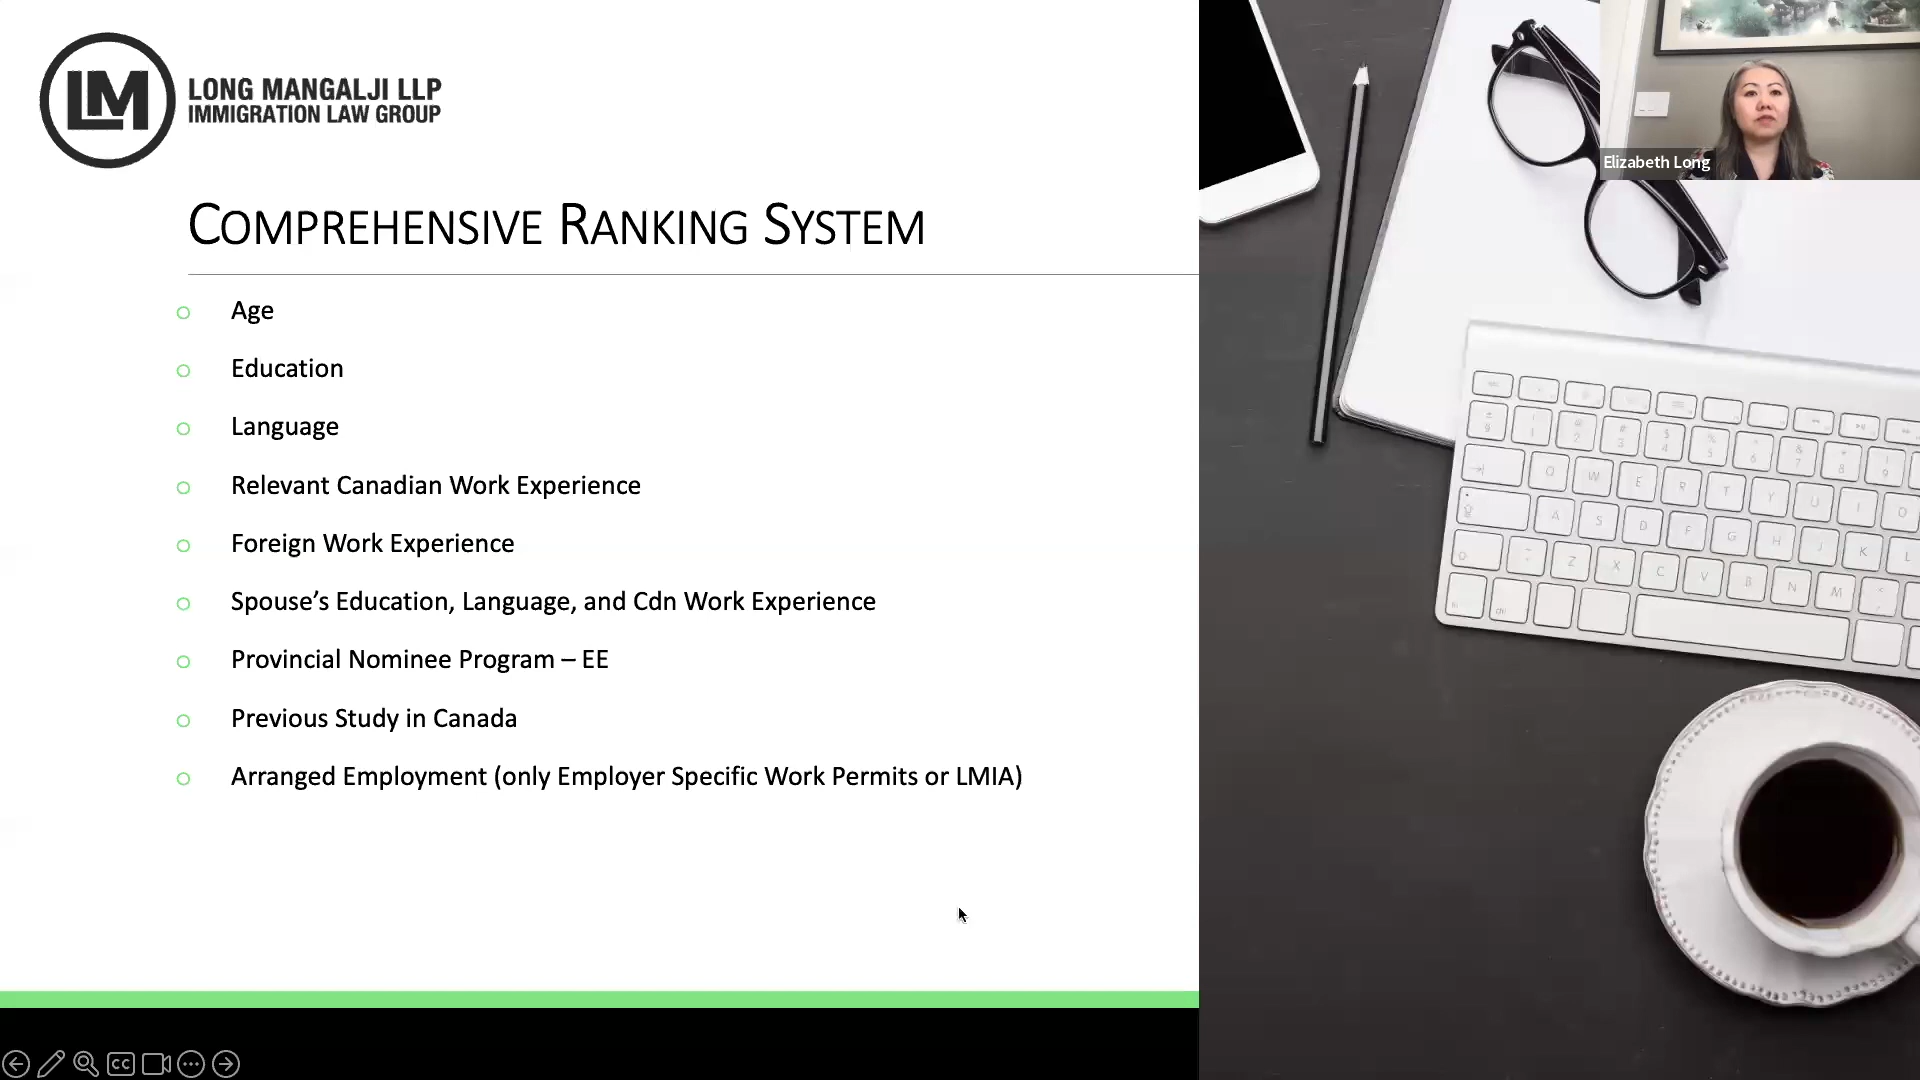 LM
LONG MANGALJI LLP
IMMIGRATION LAW GROUP
Elizabeth Long
COMPREHENSIVE RANKING SYSTEM
Age
Education
Language
Relevant Canadian Work Experience
Foreign Work Experience
Spouse’s Education, Language, and Cdn Work Experience
Provincial Nominee Program – EE
Previous Study in Canada
Arranged Employment (only Employer Specific Work Permits or LMIA)
Q W E R T Y U I O
A S D F G H J K L
Z X C V B N M
CC